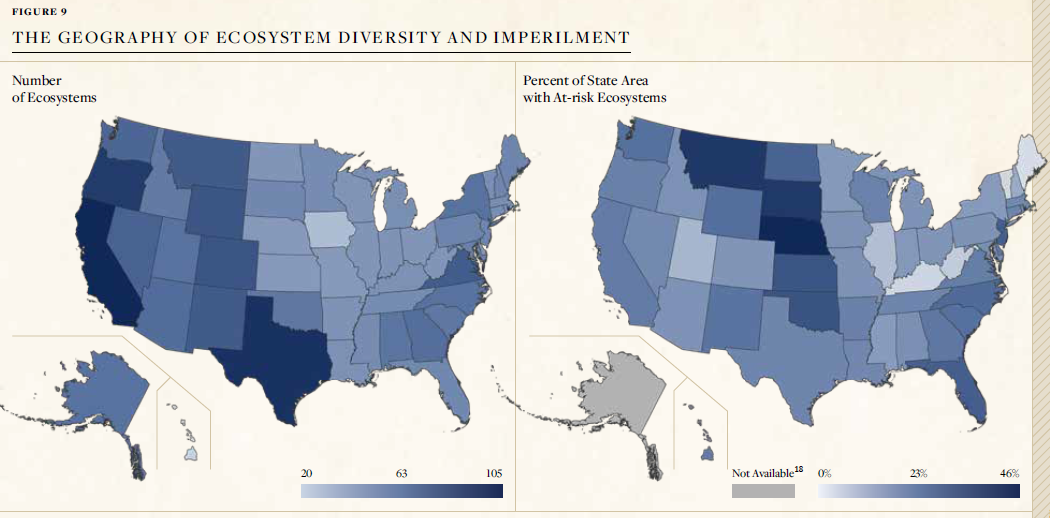 FIGURE 9
THE GEOGRAPHY OF ECOSYSTEM DIVERSITY AND IMPERILMENT
Number
of Ecosystems
20 63 105
Percent of State Area
with At-risk Ecosystems
Not Available18 0% 23% 46%